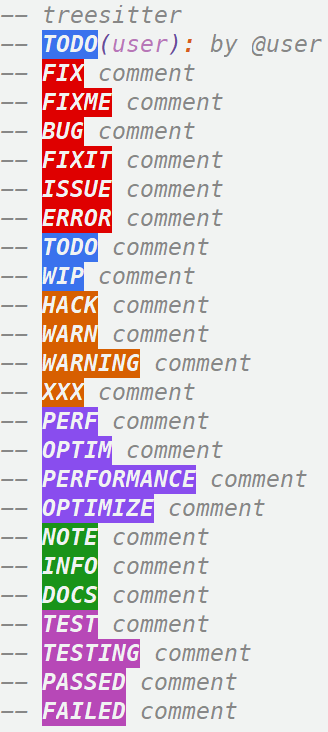 -- treesitter
-- TODO(user): by @user
-- FIX comment
-- FIXME comment
-- BUG comment
-- FIXIT comment
-- ISSUE comment
-- ERROR comment
-- TODO comment
-- WIP comment
-- HACK comment
-- WARN comment
-- WARNING comment
-- XXX comment
-- PERF comment
-- OPTIM comment
-- PERFORMANCE comment
-- OPTIMIZE comment
-- NOTE comment
-- INFO comment
-- DOCS comment
-- TEST comment
-- TESTING comment
-- PASSED comment
-- FAILED comment